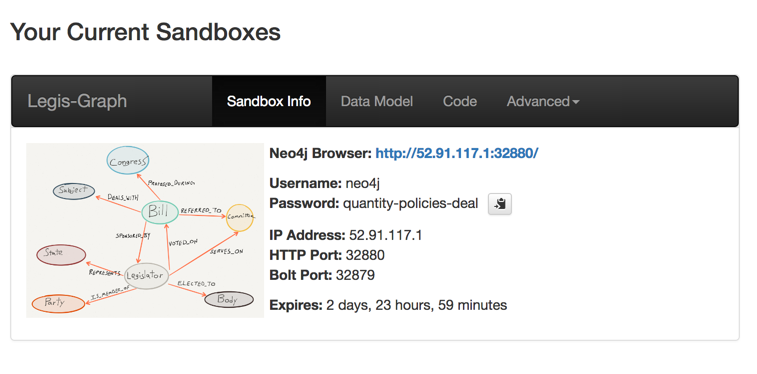 Your Current Sandboxes
Legis-Graph
Sandbox Info
Data Model
Code
Advanced
Neo4j Browser: http://52.91.117.1:32880/
Username: neo4j
Password: quantity-policies-deal
IP Address: 52.91.117.1
HTTP Port: 32880
Bolt Port: 32879
Expires: 2 days, 23 hours, 59 minutes
Congress
PROPOSED_DURING
Subject
DEALS_WITH
Bill
REFERRED_TO
Committee
SPONSORED_BY
VOTED_ON
SERVES_ON
State
REPRESENTS
Legislator
IS_MEMBER_OF
ELECTED_TO
Party
Body